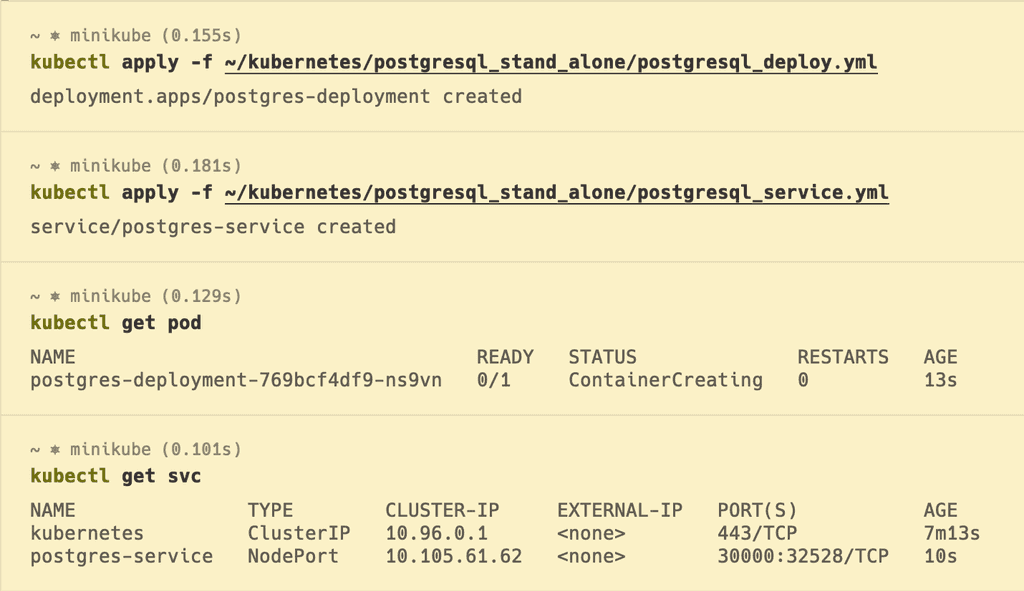 ~ ✵ minikube (0.155s)
kubectl apply -f ~/kubernetes/postgresql_stand_alone/postgresql_deploy.yml
deployment.apps/postgres-deployment created
~ ✵ minikube (0.181s)
kubectl apply -f ~/kubernetes/postgresql_stand_alone/postgresql_service.yml
service/postgres-service created
~ ✵ minikube (0.129s)
kubectl get pod
NAME READY STATUS RESTARTS AGE
postgres-deployment-769bcf4df9-ns9vn 0/1 ContainerCreating 0 13s
~ ✵ minikube (0.101s)
kubectl get svc
NAME TYPE CLUSTER-IP EXTERNAL-IP PORT(S) AGE
kubernetes ClusterIP 10.96.0.1 <none> 443/TCP 7m13s
postgres-service NodePort 10.105.61.62 <none> 30000:32528/TCP 10s